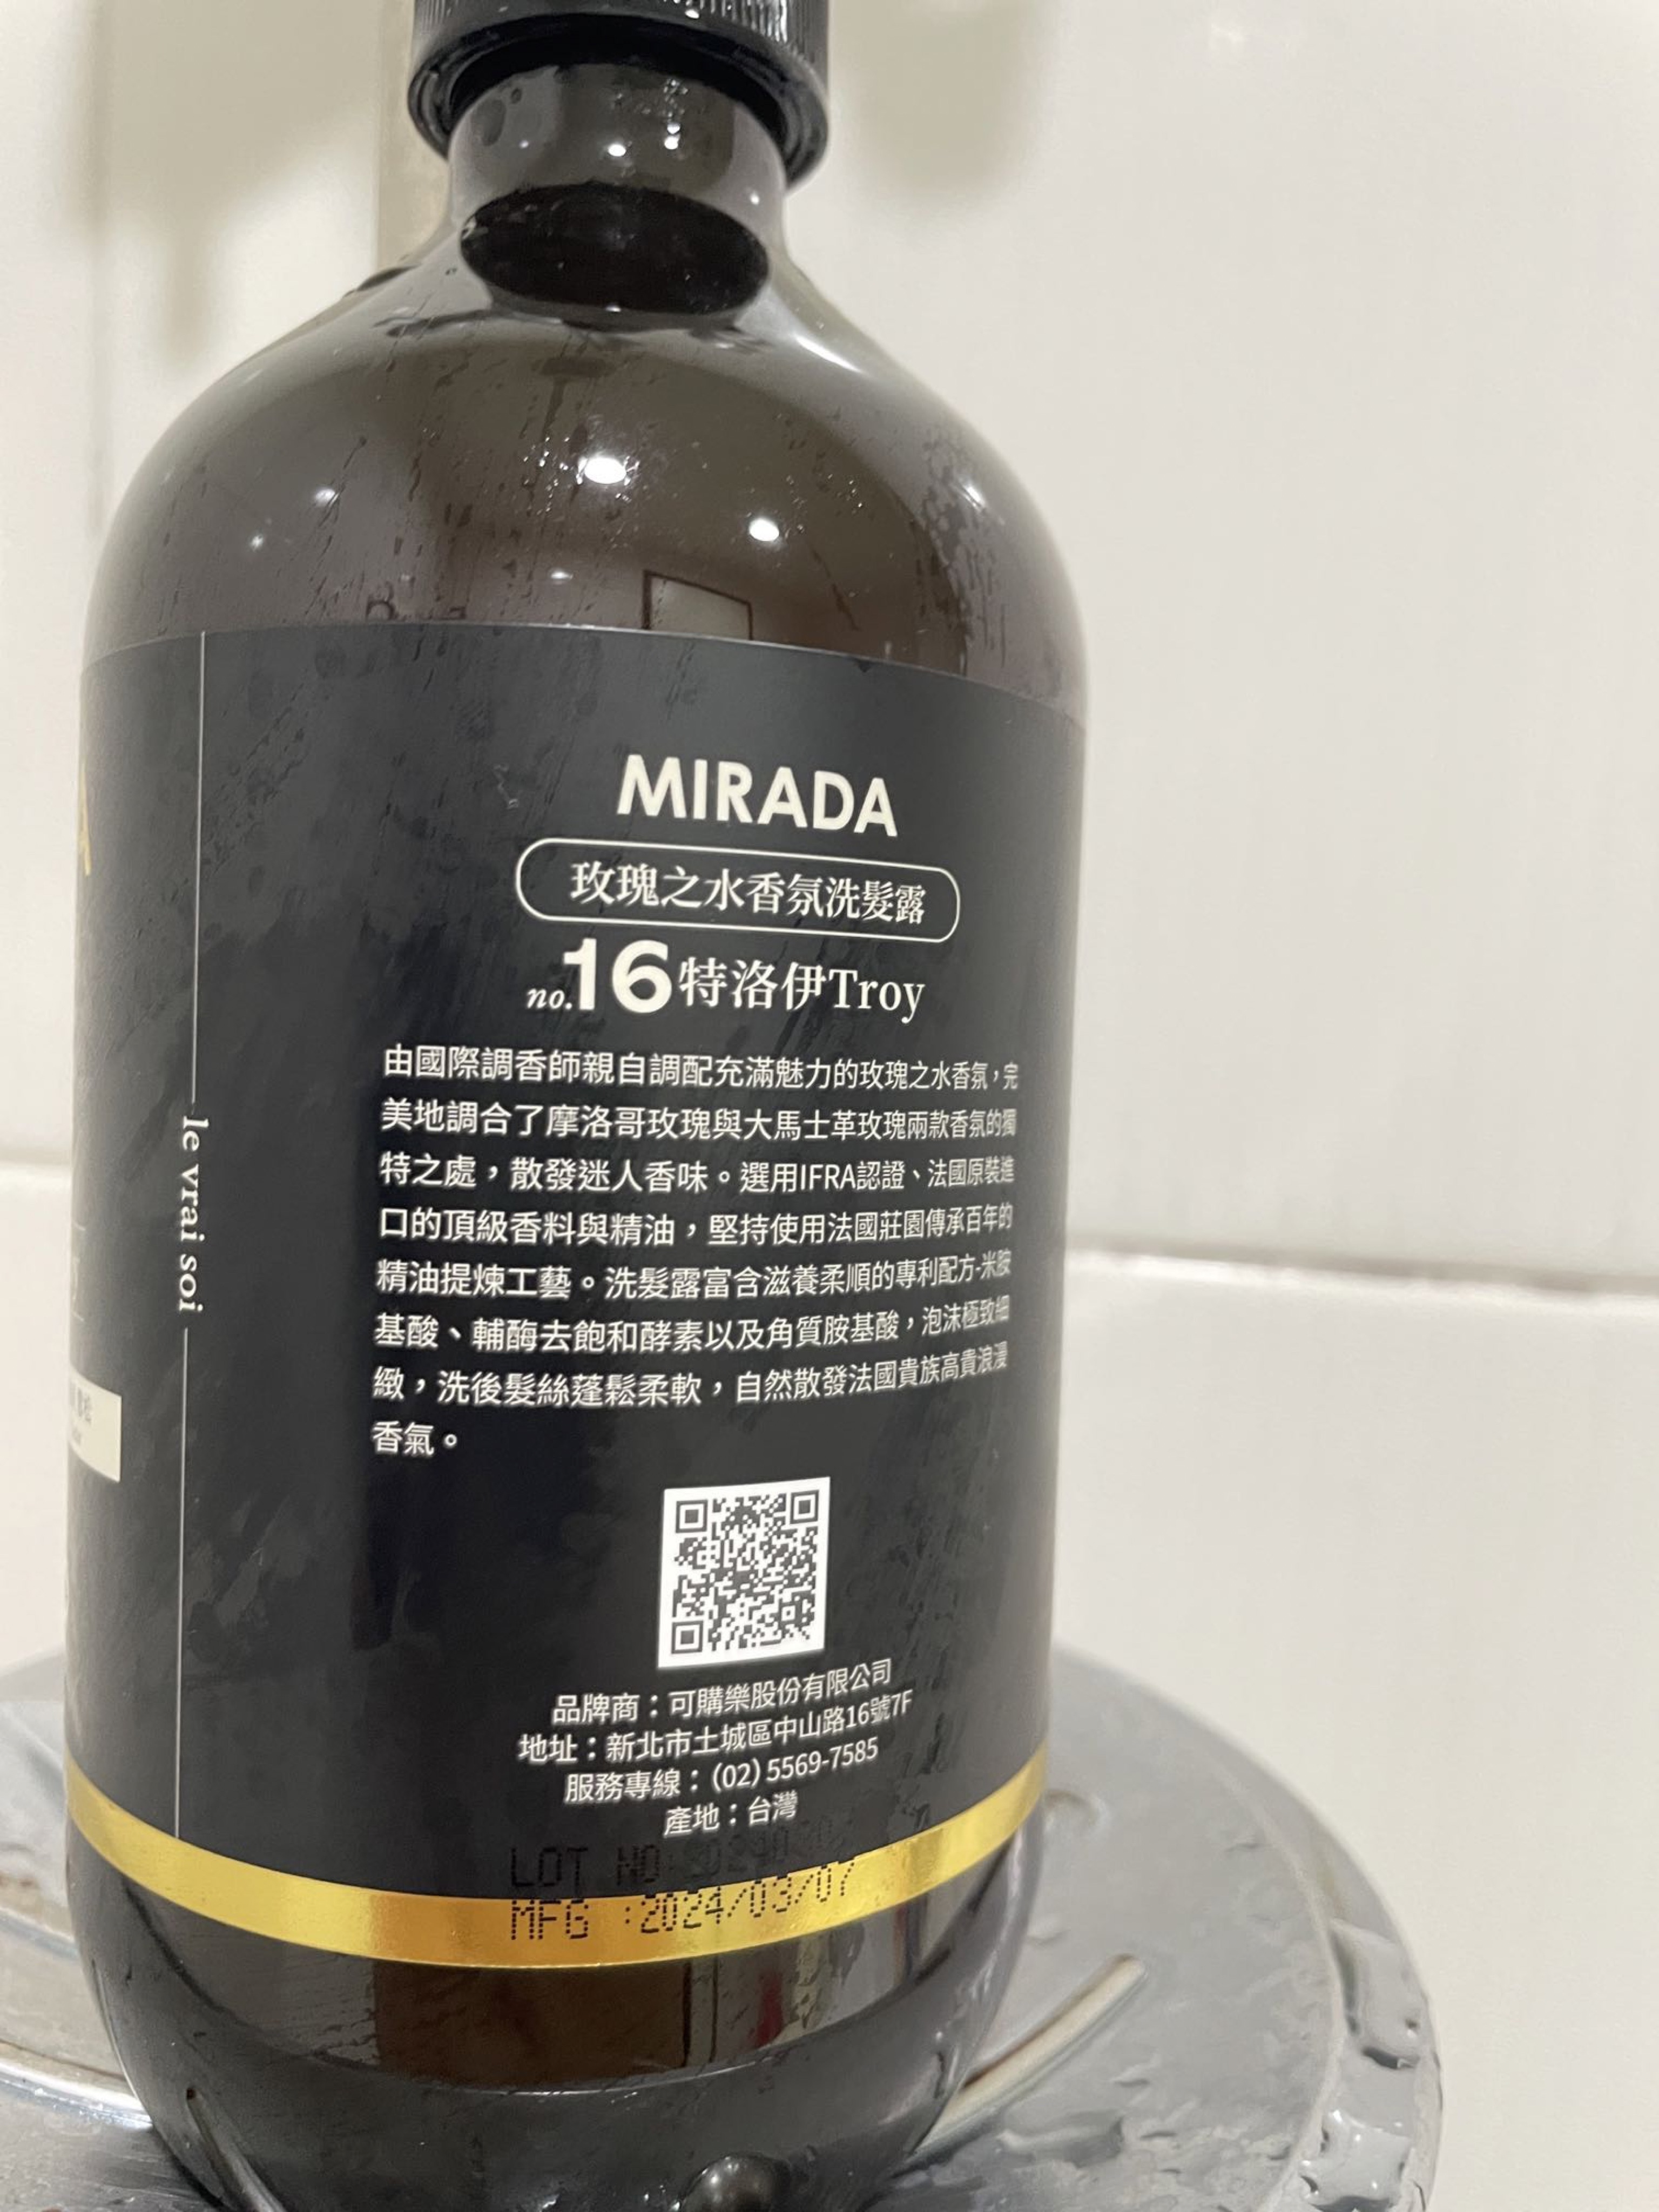 MIRADA
玫瑰之水香氛洗髮露
no.16特洛伊Troy
由國際調香師親自調配充滿魅力的玫瑰之水香氛，完
美地調合了摩洛哥玫瑰與大馬士革玫瑰兩款香氛的獨
特之處，散發迷人香味。選用IFRA認證、法國原裝進
口的頂級香料與精油，堅持使用法國莊園傳承百年的
精油提煉工藝。洗髮露富含滋養柔順的專利配方-米胺
基酸、輔酶去飽和酵素以及角質胺基酸，泡沫極致細
緻，洗後髮絲蓬鬆柔軟，自然散發法國貴族高貴浪漫
香氣。
品牌商：可購樂股份有限公司
地址：新北市土城區中山路16號7F
服務專線：(02) 5569-7585
產地：台灣
LOT NO
MFG :2024/03/07
le vrai soi